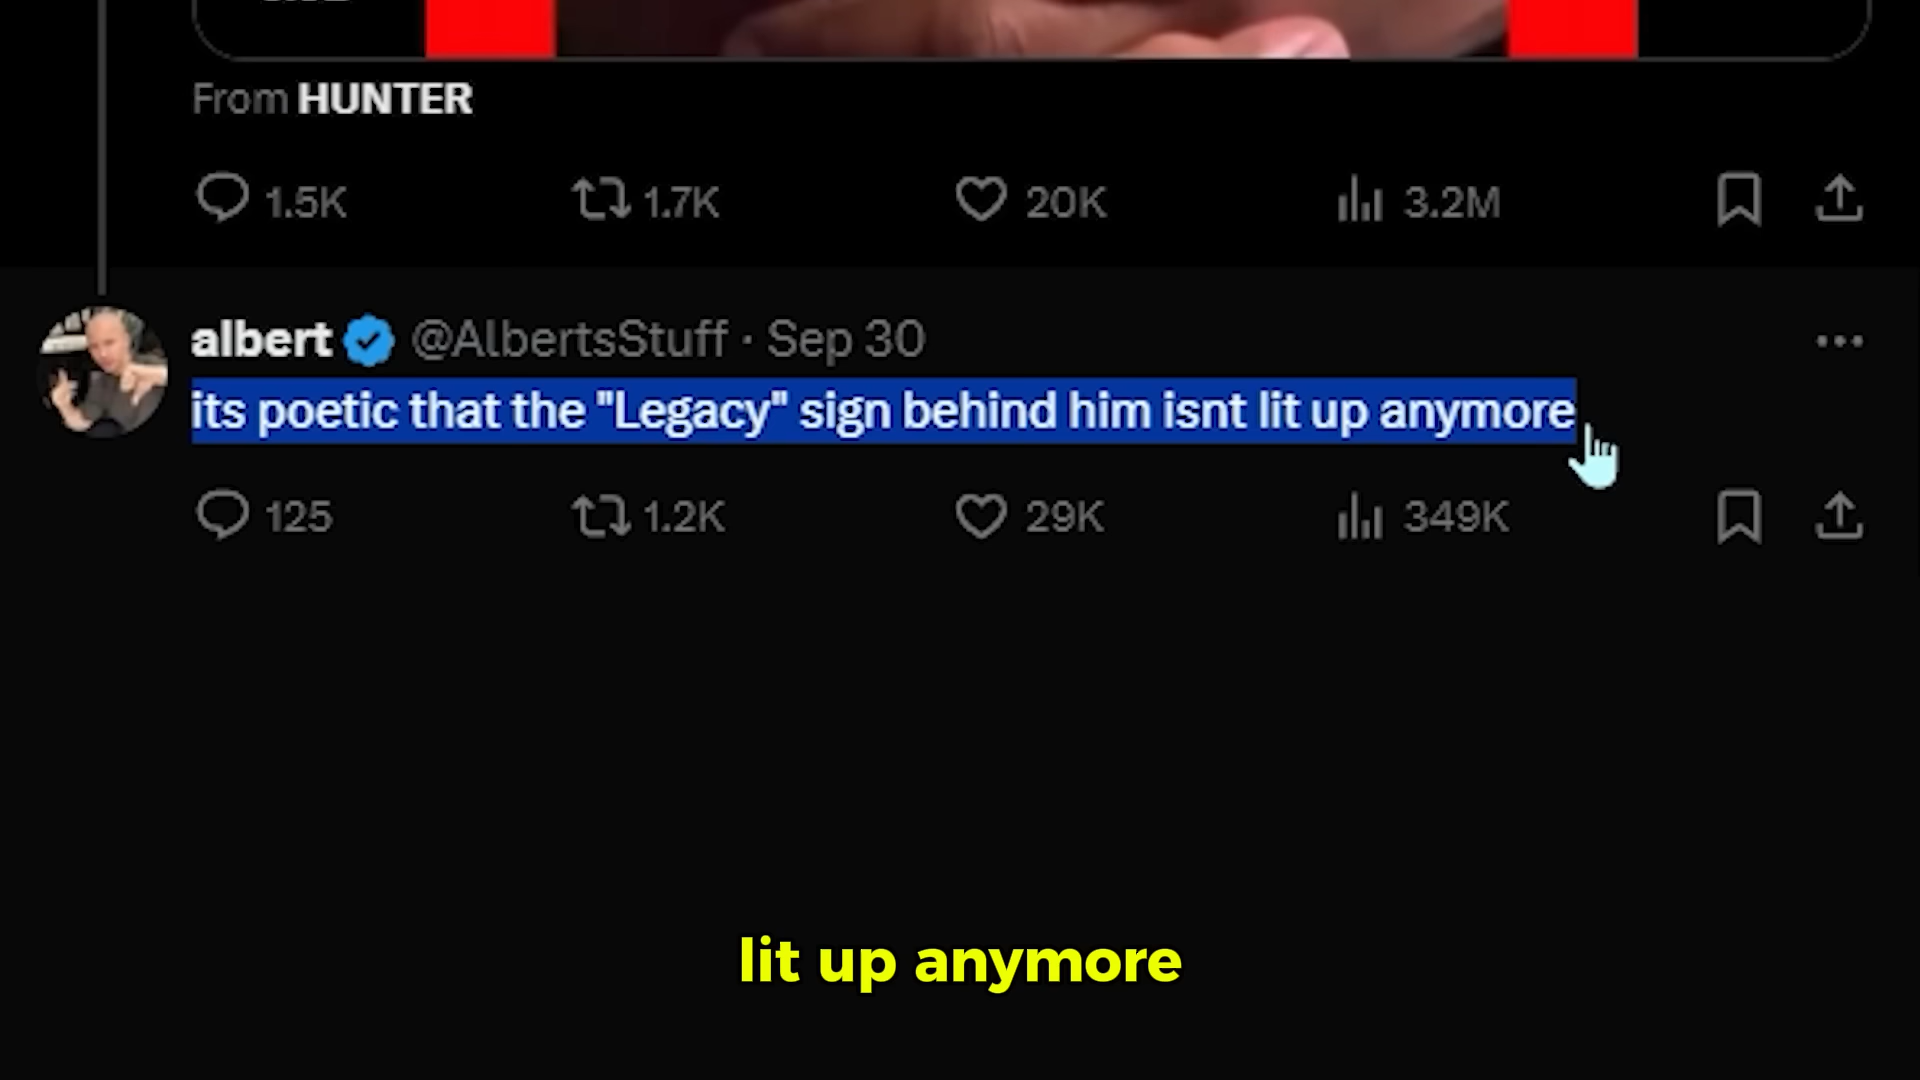 From HUNTER
1.5K 1.7K 20K 3.2M
albert @AlbertsStuff · Sep 30
its poetic that the "Legacy" sign behind him isnt lit up anymore
125 1.2K 29K 349K
lit up anymore